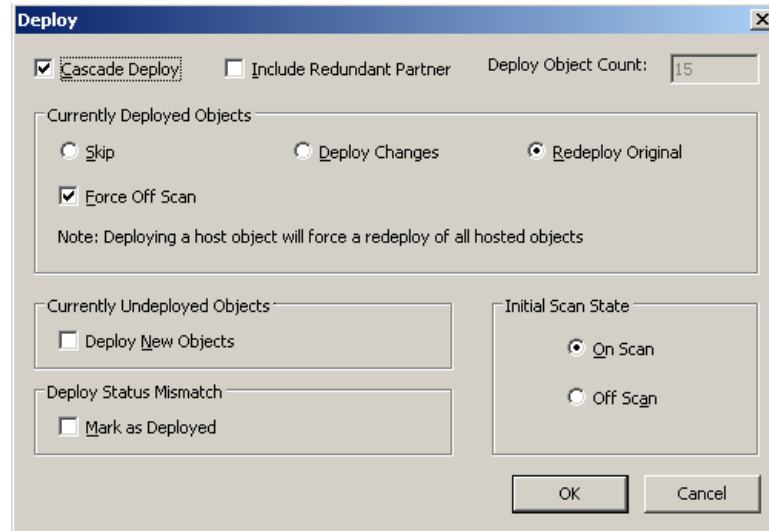 Deploy
Cascade Deploy Include Redundant Partner Deploy Object Count: 15
Currently Deployed Objects
Skip Deploy Changes Redeploy Original
Force Off Scan
Note: Deploying a host object will force a redeploy of all hosted objects
Currently Undeployed Objects
Deploy New Objects
Deploy Status Mismatch
Mark as Deployed
Initial Scan State
On Scan
Off Scan
OK Cancel